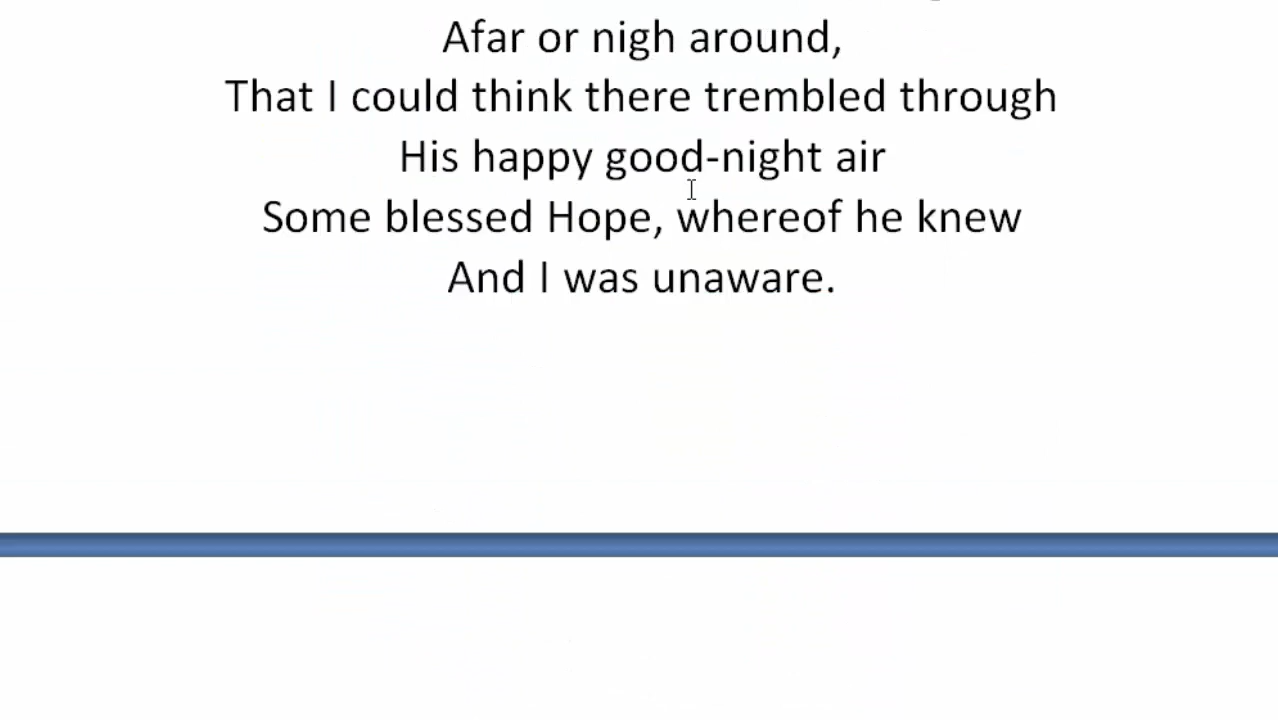 Afar or nigh around,
That I could think there trembled through
His happy good-night air
Some blessed Hope, whereof he knew
And I was unaware.